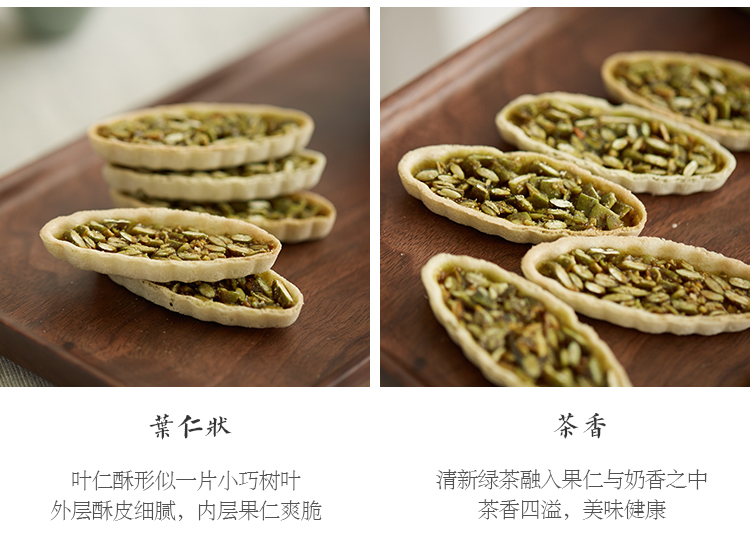 葉仁狀
叶仁酥形似一片小巧树叶
外层酥皮细腻，内层果仁爽脆
茶香
清新绿茶融入果仁与奶香之中
茶香四溢，美味健康